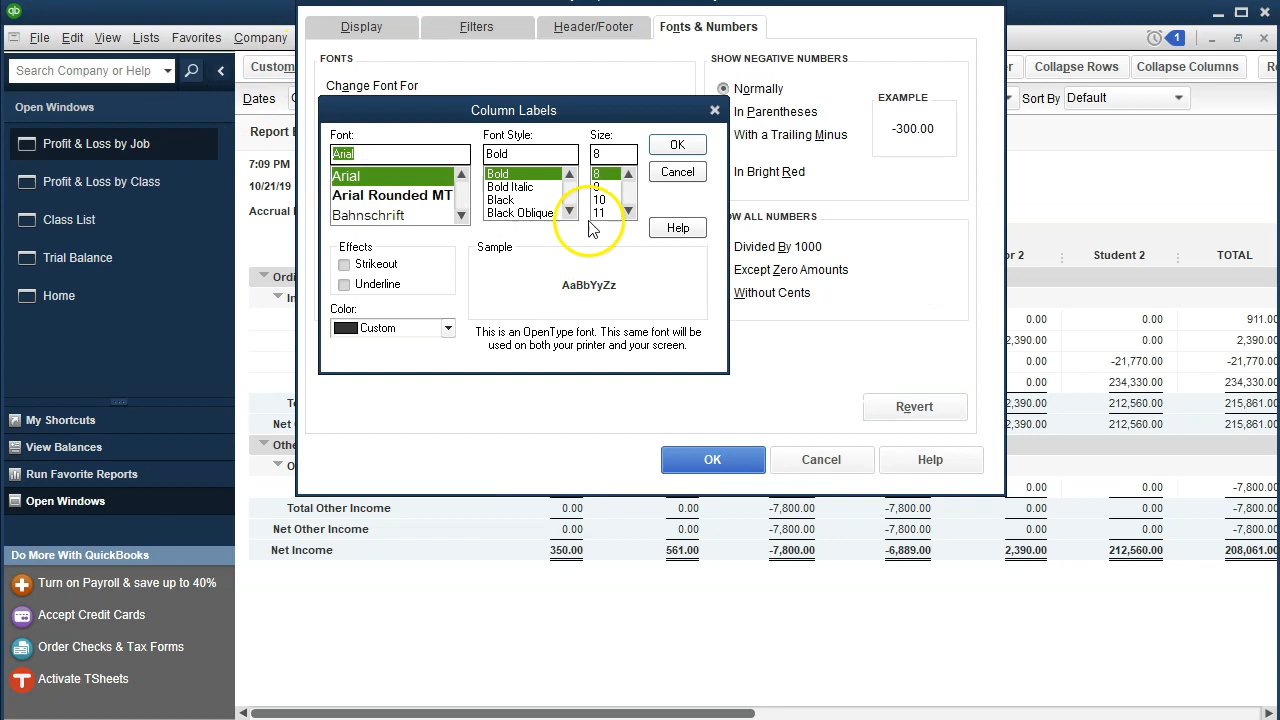 qb
File Edit View Lists Favorites Company
1
Search Company or Help
Open Windows
Profit & Loss by Job
Profit & Loss by Class
Class List
Trial Balance
Home
My Shortcuts
View Balances
Run Favorite Reports
Open Windows
Do More With QuickBooks
Turn on Payroll & save up to 40%
Accept Credit Cards
Order Checks & Tax Forms
Activate TSheets
Display Filters Header/Footer Fonts & Numbers
FONTS
Change Font For
SHOW NEGATIVE NUMBERS
Normally
In Parentheses
With a Trailing Minus
In Bright Red
EXAMPLE
-300.00
ALL NUMBERS
Divided By 1000
Except Zero Amounts
Without Cents
Revert
OK Cancel Help
Column Labels
Font: Font Style: Size:
Arial Bold 8
Arial
Arial Rounded MT
Bahnschrift
Bold
Bold Italic
Black
Black Oblique
8
9
10
11
OK
Cancel
Help
Effects
Strikeout
Underline
Color:
Custom
Sample
AaBbYyZz
This is an OpenType font. This same font will be
used on both your printer and your screen.
Collapse Rows Collapse Columns
Dates Sort By Default
7:09 PM
10/21/19
Student 2 TOTAL
0.00 911.00
2,390.00 0.00 2,390.00
0.00 -21,770.00 -21,770.00
0.00 234,330.00 234,330.00
2,390.00 212,560.00 215,861.00
2,390.00 212,560.00 215,861.00
0.00 0.00 -7,800.00
Total Other Income 0.00 0.00 -7,800.00 -7,800.00 0.00 0.00 -7,800.00
Net Other Income 0.00 0.00 -7,800.00 -7,800.00 0.00 0.00 -7,800.00
Net Income 350.00 561.00 -7,800.00 -6,889.00 2,390.00 212,560.00 208,061.00